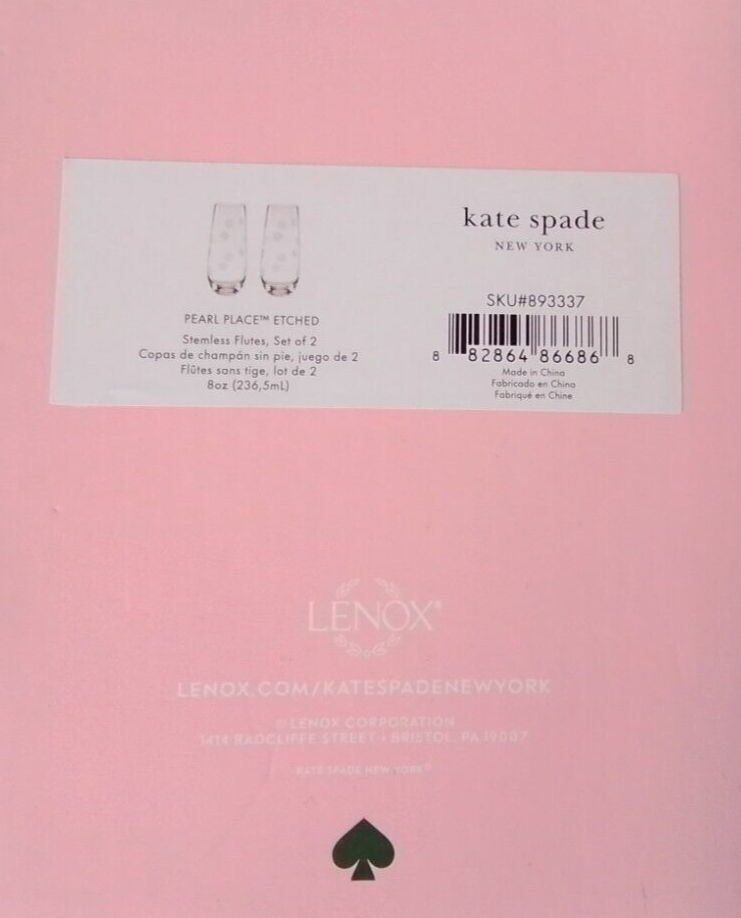 PEARL PLACE™ ETCHED
Stemless Flutes, Set of 2
Copas de champán sin pie, juego de 2
Flûtes sans tige, lot de 2
8oz (236,5mL)
kate spade
NEW YORK
SKU#893337
8 82864 86686 8
Made in China
Fabricado en China
Fabriqué en Chine
LENOX®
LENOX.COM/KATESPADENEWYORK
© LENOX CORPORATION
1414 RADCLIFFE STREET • BRISTOL, PA 19007
KATE SPADE NEW YORK